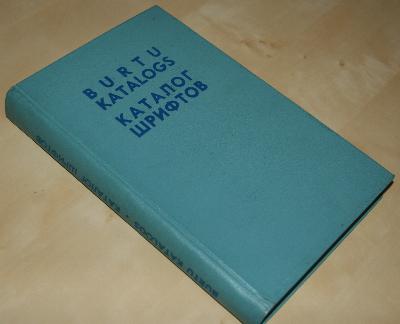 BURTU
KATALOGS
КАТАЛОГ
ШРИФТОВ
BURTU KATALOGS • КАТАЛОГ ШРИФТОВ